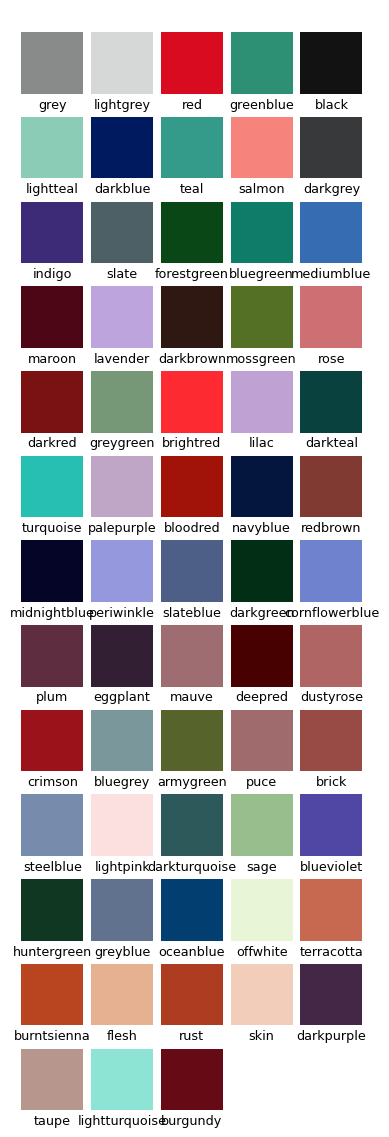 grey lightgrey red greenblue black
lightteal darkblue teal salmon darkgrey
indigo slate forestgreen bluegreen mediumblue
maroon lavender darkbrown mossgreen rose
darkred greygreen brightred lilac darkteal
turquoise palepurple bloodred navyblue redbrown
midnightblue periwinkle slateblue darkgreen cornflowerblue
plum eggplant mauve deepred dustyrose
crimson bluegrey armygreen puce brick
steelblue lightpink darkturquoise sage blueviolet
huntergreen greyblue oceanblue offwhite terracotta
burntsienna flesh rust skin darkpurple
taupe lightturquoise burgundy